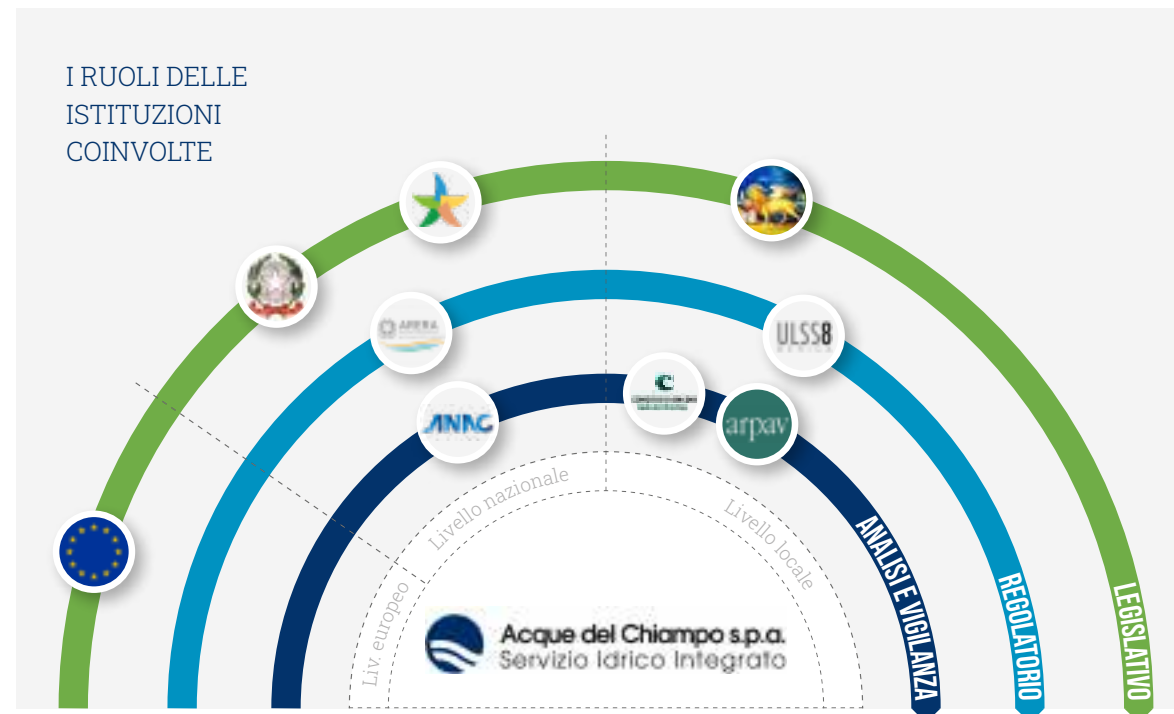 I RUOLI DELLE
ISTITUZIONI
COINVOLTE
ARERA
ULSS8
BERICA
ANAC
arpav
Livello nazionale
Livello locale
Liv. europeo
Acque del Chiampo s.p.a.
Servizio Idrico Integrato
ANALISI E VIGILANZA
REGOLATORIO
LEGISLATIVO